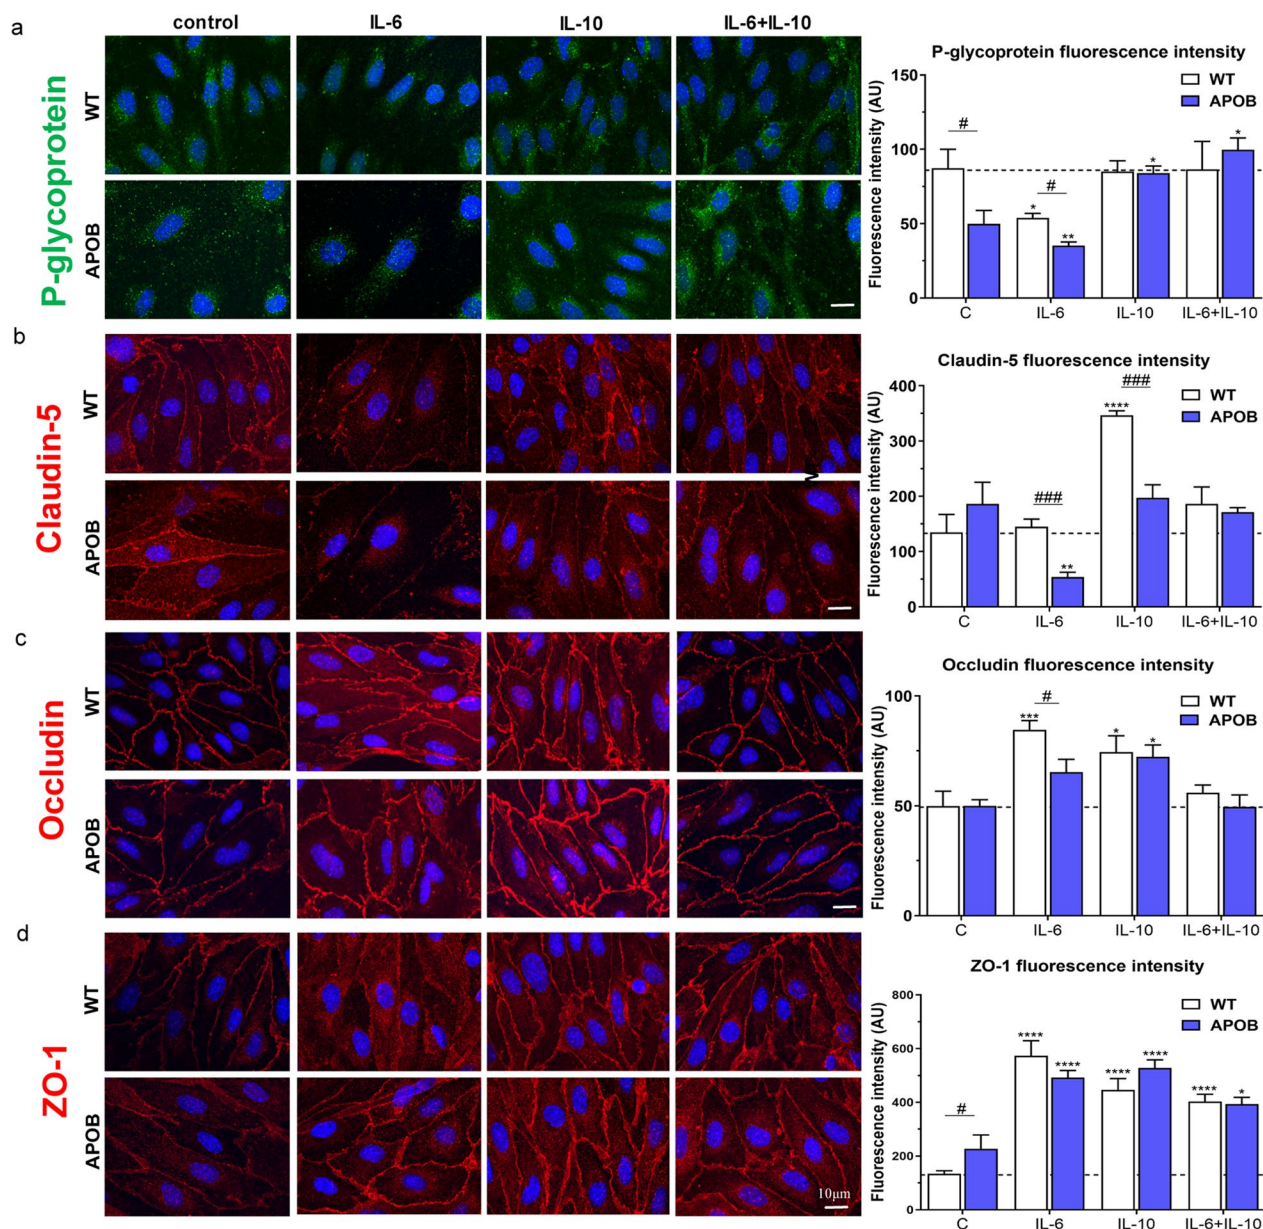 a
control
IL-6
IL-10
IL-6+IL-10
P-glycoprotein
WT
APOB
P-glycoprotein fluorescence intensity
Fluorescence intensity (AU)
150
100
50
0
WT
APOB
#
#
*
**
*
*
C
IL-6
IL-10
IL-6+IL-10
b
Claudin-5
WT
APOB
Claudin-5 fluorescence intensity
Fluorescence intensity (AU)
400
300
200
100
0
WT
APOB
###
###
**
****
C
IL-6
IL-10
IL-6+IL-10
c
Occludin
WT
APOB
Occludin fluorescence intensity
Fluorescence intensity (AU)
100
50
0
WT
APOB
#
***
*
*
C
IL-6
IL-10
IL-6+IL-10
d
ZO-1
WT
APOB
10µm
ZO-1 fluorescence intensity
Fluorescence intensity (AU)
800
600
400
200
0
WT
APOB
#
****
****
****
****
****
*
C
IL-6
IL-10
IL-6+IL-10